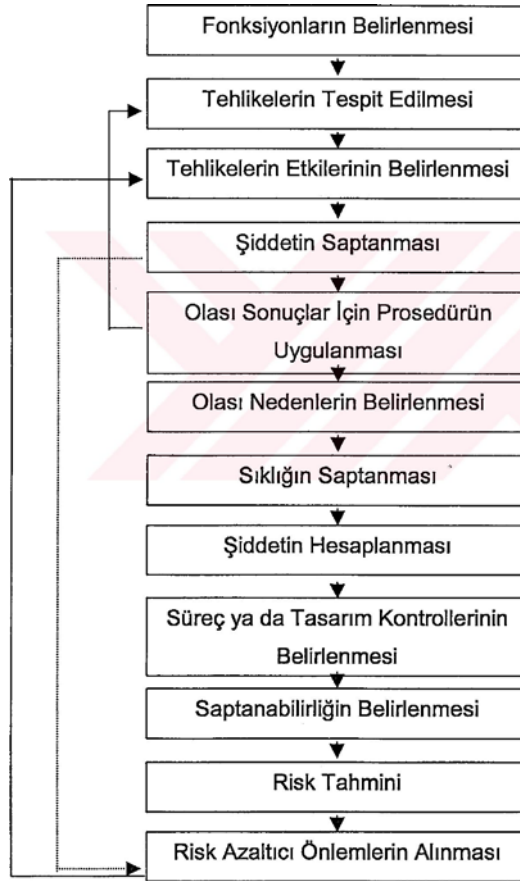 Fonksiyonların Belirlenmesi
Tehlikelerin Tespit Edilmesi
Tehlikelerin Etkilerinin Belirlenmesi
Şiddetin Saptanması
Olası Sonuçlar İçin Prosedürün
Uygulanması
Olası Nedenlerin Belirlenmesi
Sıklığın Saptanması
Şiddetin Hesaplanması
Süreç ya da Tasarım Kontrollerinin
Belirlenmesi
Saptanabilirliğin Belirlenmesi
Risk Tahmini
Risk Azaltıcı Önlemlerin Alınması